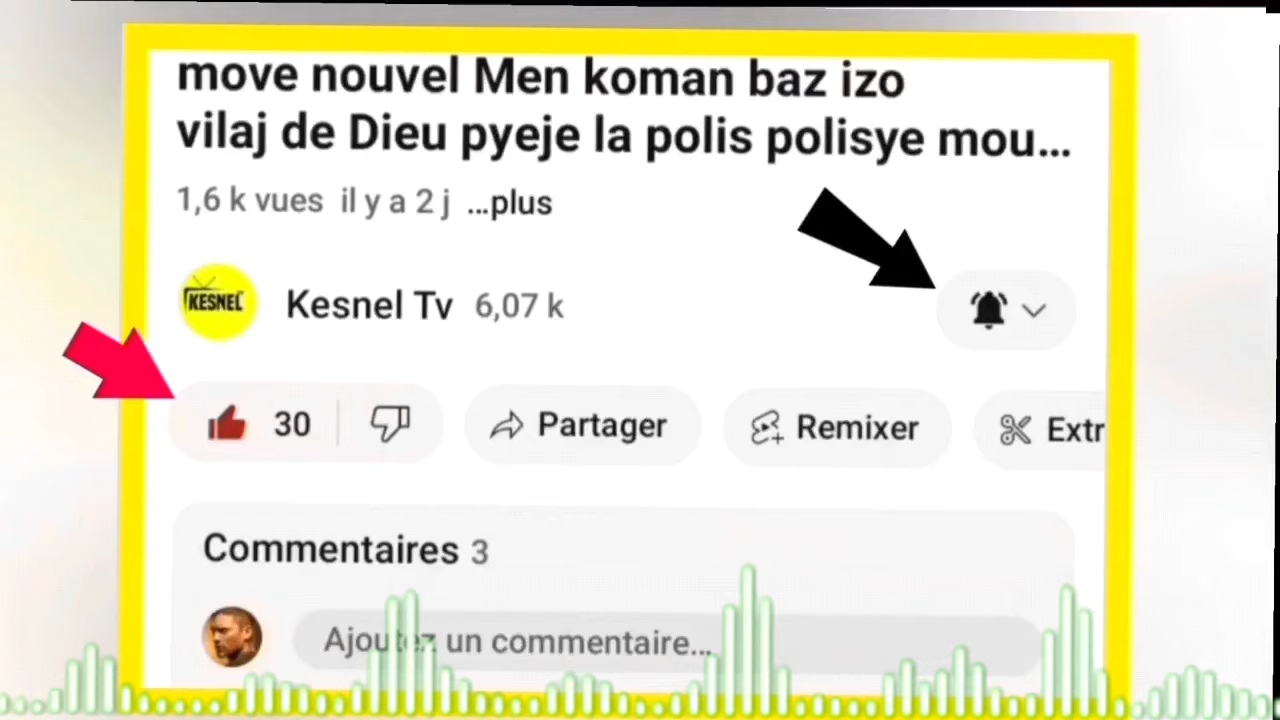 move nouvel Men koman baz izo
vilaj de Dieu pyeje la polis polisye mou...
1,6 k vues il y a 2 j ...plus
KESNEL
Kesnel Tv 6,07 k
30 Partager Remixer Extr
Commentaires 3
Ajoutez un commentaire...